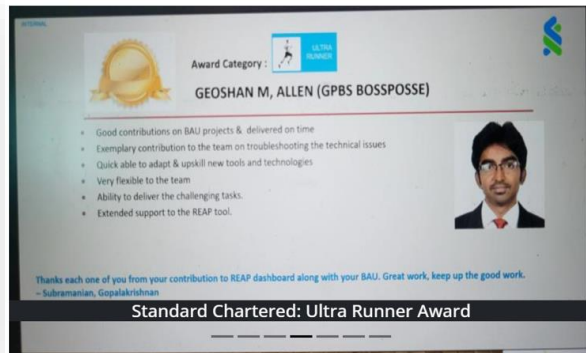 INTERNAL
Award Category :
ULTRA
RUNNER
GEOSHAN M, ALLEN (GPBS BOSSPOSSE)
Good contributions on BAU projects & delivered on time
Exemplary contribution to the team on troubleshooting the technical issues
Quick able to adapt & upskill new tools and technologies
Very flexible to the team
Ability to deliver the challenging tasks.
Extended support to the REAP tool.
Thanks each one of you from your contribution to REAP dashboard along with your BAU. Great work, keep up the good work.
– Subramanian, Gopalakrishnan
Standard Chartered: Ultra Runner Award